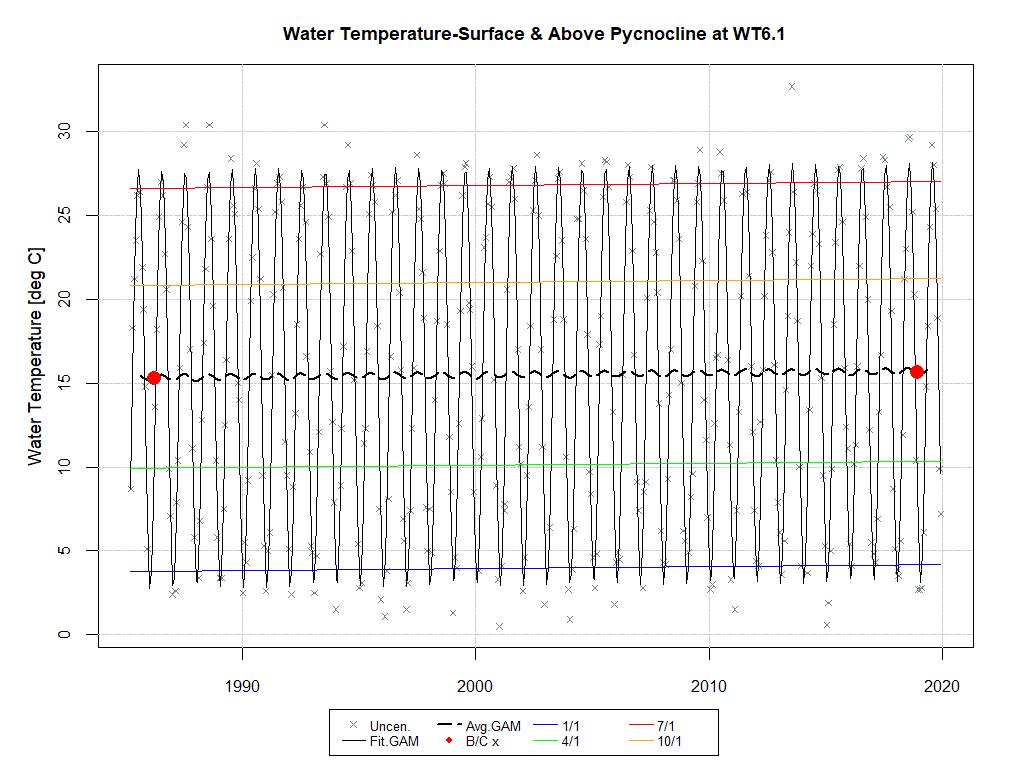 Water Temperature-Surface & Above Pycnocline at WT6.1
Water Temperature [deg C]
30
25
20
15
10
5
0
1990 2000 2010 2020
Uncen. Avg.GAM 1/1 7/1
Fit.GAM B/C x 4/1 10/1